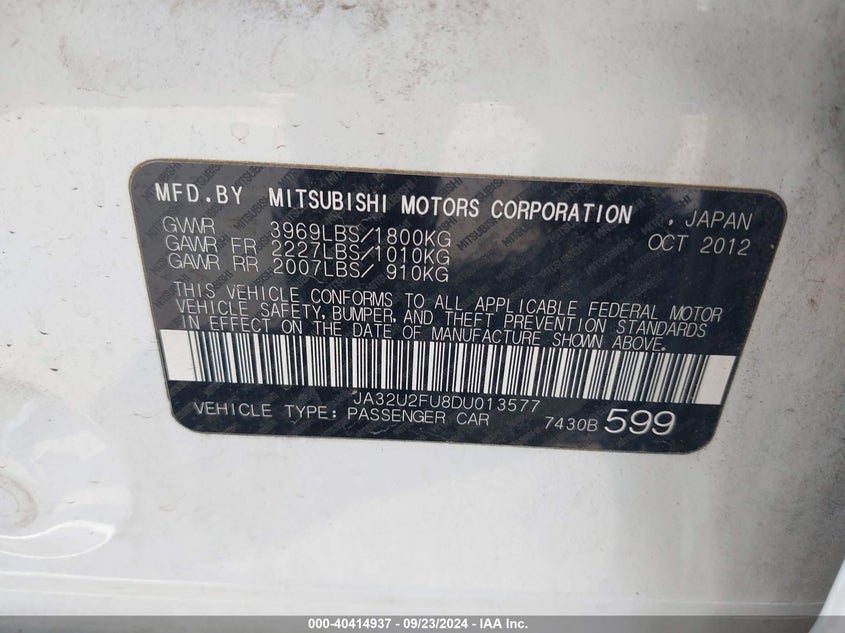 MFD.BY MITSUBISHI MOTORS CORPORATION , JAPAN
GVWR 3969LBS/1800KG OCT 2012
GAWR FR 2227LBS/1010KG
GAWR RR 2007LBS/ 910KG
THIS VEHICLE CONFORMS TO ALL APPLICABLE FEDERAL MOTOR
VEHICLE SAFETY, BUMPER, AND THEFT PREVENTION STANDARDS
IN EFFECT ON THE DATE OF MANUFACTURE SHOWN ABOVE.
JA32U2FU8DU013577
VEHICLE TYPE: PASSENGER CAR 7430B 599
000-40414937 - 09/23/2024 - IAA Inc.